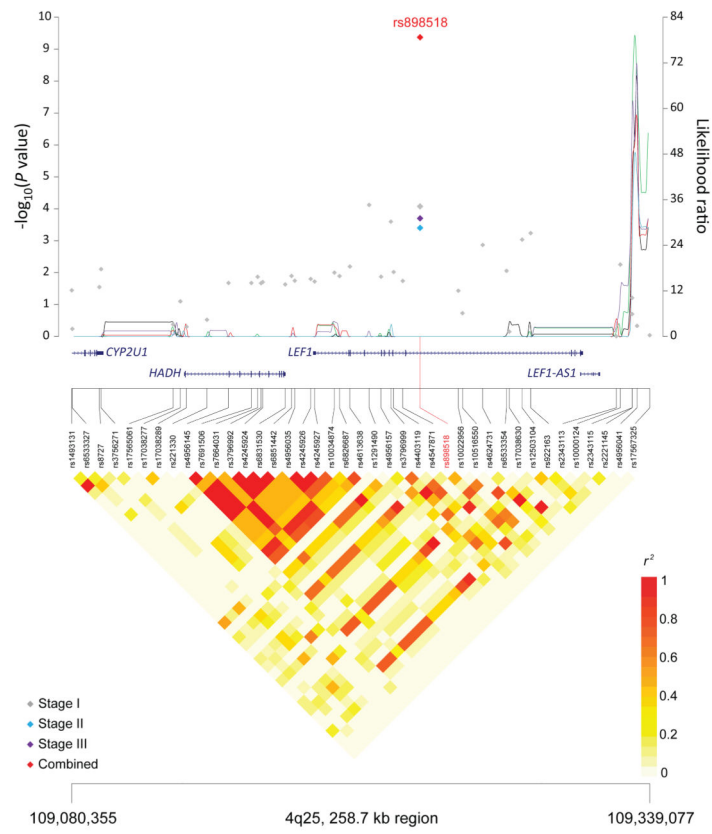 rs898518
10
9
8
7
6
5
4
3
2
1
0
-log10(P value)
84
72
60
48
36
24
12
0
Likelihood ratio
CYP2U1
LEF1
HADH
LEF1-AS1
rs1493131
rs6533327
rs8727
rs3756271
rs17565061
rs17038277
rs17038289
rs221330
rs4956145
rs7691508
rs7664031
rs3796992
rs4245924
rs6831532
rs6851442
rs4956035
rs4245926
rs4245927
rs10034874
rs6826687
rs4613638
rs1291490
rs4956157
rs3796999
rs4403119
rs4547871
rs898518
rs10022956
rs10516550
rs4624731
rs6533354
rs17038630
rs12503104
rs922163
rs2343113
rs10000124
rs2343115
rs2221145
rs4956041
rs17567325
r²
1
0.8
0.6
0.4
0.2
0
Stage I
Stage II
Stage III
Combined
109,080,355
4q25, 258.7 kb region
109,339,077